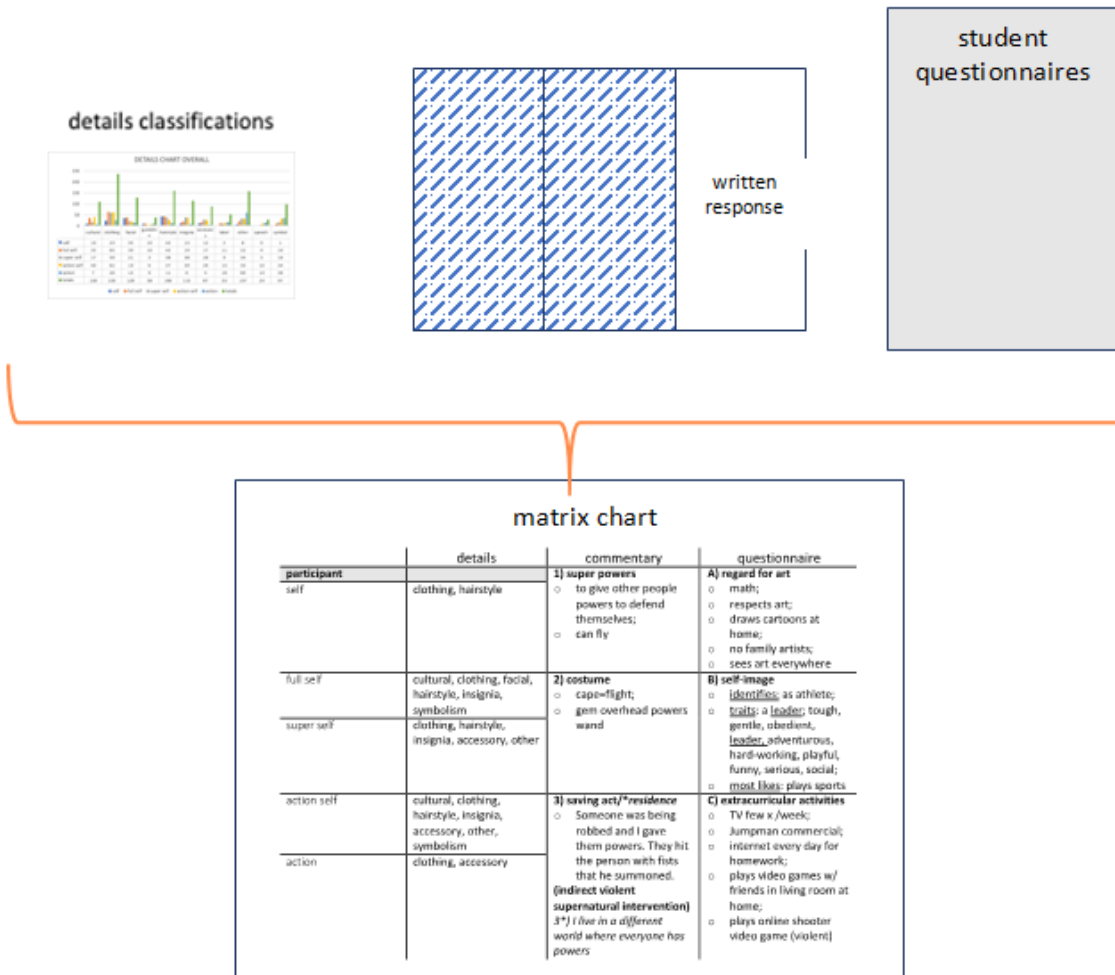 student
questionnaires
details classifications
DETAILS CHART OVERALL
written
response
matrix chart
details commentary questionnaire
participant
self
clothing, hairstyle
1) super powers
○ to give other people
powers to defend
themselves;
○ can fly
A) regard for art
○ math;
○ respects art;
○ draws cartoons at
home;
○ no family artists;
○ sees art everywhere
full self
cultural, clothing, facial,
hairstyle, insignia,
symbolism
super self
clothing, hairstyle,
insignia, accessory, other
2) costume
○ cape=flight;
○ gem overhead powers
wand
B) self-image
○ identifies: as athlete;
○ traits: a leader; tough,
gentle, obedient,
leader, adventurous,
hard-working, playful,
funny, serious, social;
○ most likes: plays sports
action self
cultural, clothing,
hairstyle, insignia,
accessory, other,
symbolism
action
clothing, accessory
3) saving act/*residence
○ Someone was being
robbed and I gave
them powers. They hit
the person with fists
that he summoned.
(indirect violent
supernatural intervention)
3*) I live in a different
world where everyone has
powers
C) extracurricular activities
○ TV few x /week;
○ Jumpman commercial;
○ internet every day for
homework;
○ plays video games w/
friends in living room at
home;
○ plays online shooter
video game (violent)